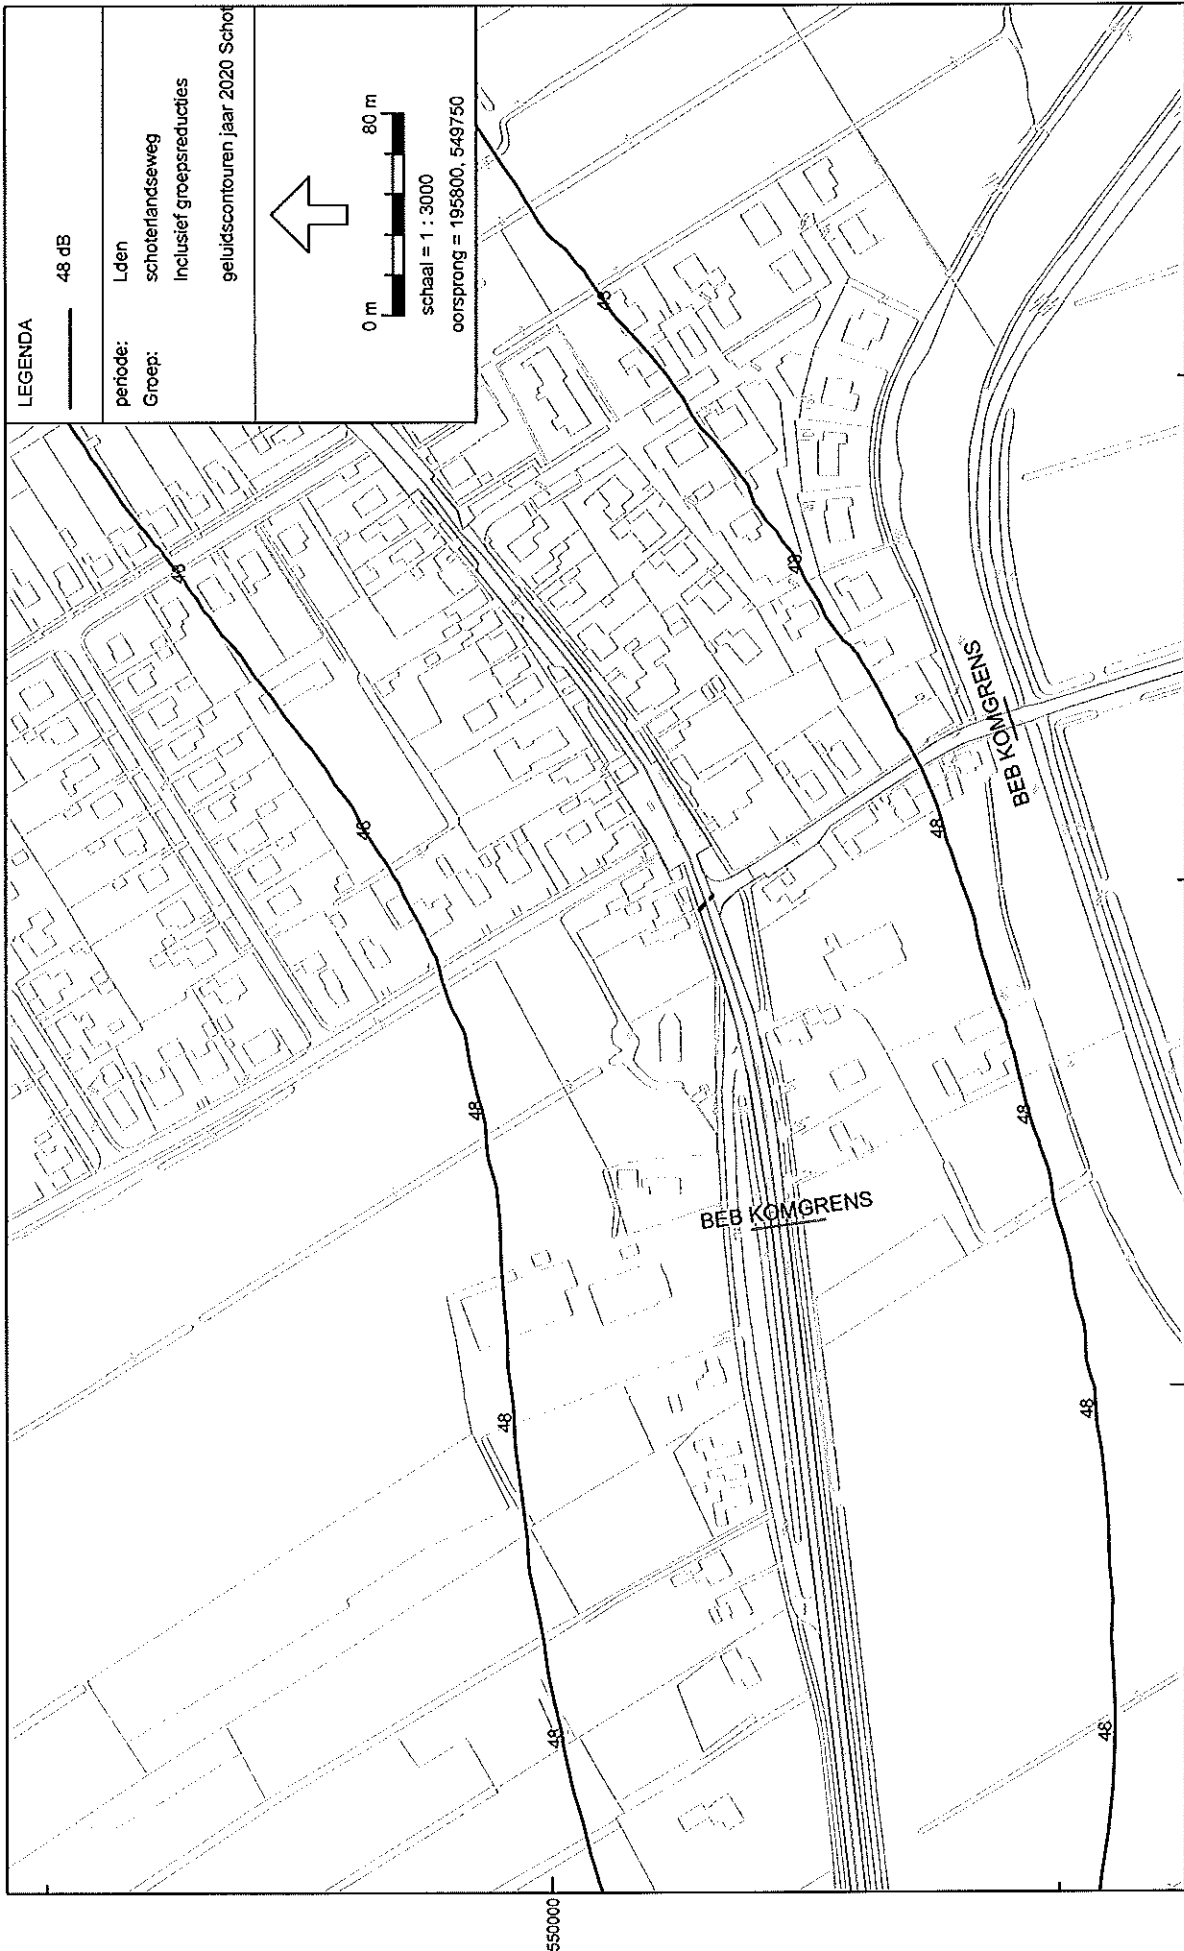 LEGENDA
48 dB
periode: Lden
Groep: schoterlandseweg
Inclusief groepsreducties
geluidscontouren jaar 2020 Schot
0 m 80 m
schaal = 1 : 3000
oorsprong = 195800, 549750
48
48
48
48
48
48
48
48
48
48
48
BEB KOMGRENS
BEB KOMGRENS
550000